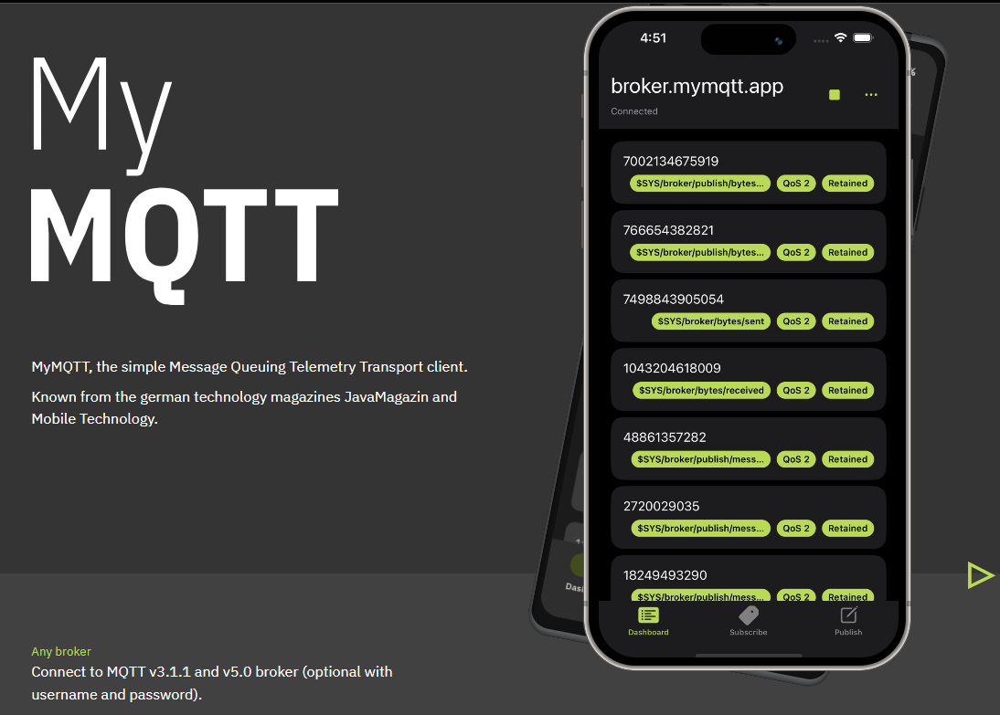 My
MQTT
MyMQTT, the simple Message Queuing Telemetry Transport client.
Known from the german technology magazines JavaMagazin and
Mobile Technology.
Any broker
Connect to MQTT v3.1.1 and v5.0 broker (optional with
username and password).
4:51
broker.mymqtt.app
Connected
7002134675919
$SYS/broker/publish/bytes... QoS 2 Retained
766654382821
$SYS/broker/publish/bytes... QoS 2 Retained
7498843905054
$SYS/broker/bytes/sent QoS 2 Retained
1043204618009
$SYS/broker/bytes/received QoS 2 Retained
48861357282
$SYS/broker/publish/mess... QoS 2 Retained
2720029035
$SYS/broker/publish/mess... QoS 2 Retained
18249493290
$SYS/broker/publish/mess... QoS 2 Retained
Dashboard Subscribe Publish